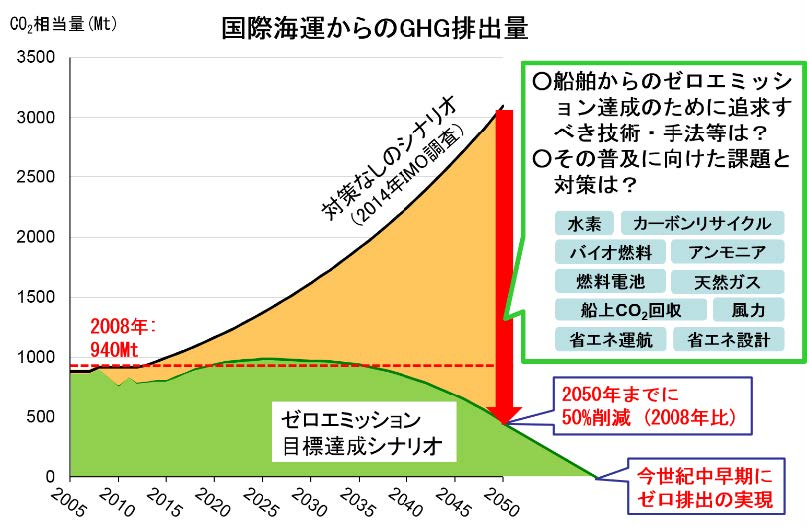 CO₂相当量(Mt)
国際海運からのGHG排出量
3500
3000
2500
2000
1500
1000
500
0
2005
2010
2015
2020
2025
2030
2035
2040
2045
2050
対策なしのシナリオ
（2014年IMO調査）
2008年：
940Mt
ゼロエミッション
目標達成シナリオ
〇船舶からのゼロエミッシ
ョン達成のために追求す
べき技術・手法等は？
〇その普及に向けた課題と
対策は？
水素 カーボンリサイクル
バイオ燃料 アンモニア
燃料電池 天然ガス
船上CO₂回収 風力
省エネ運航 省エネ設計
2050年までに
50%削減（2008年比）
今世紀中早期に
ゼロ排出の実現